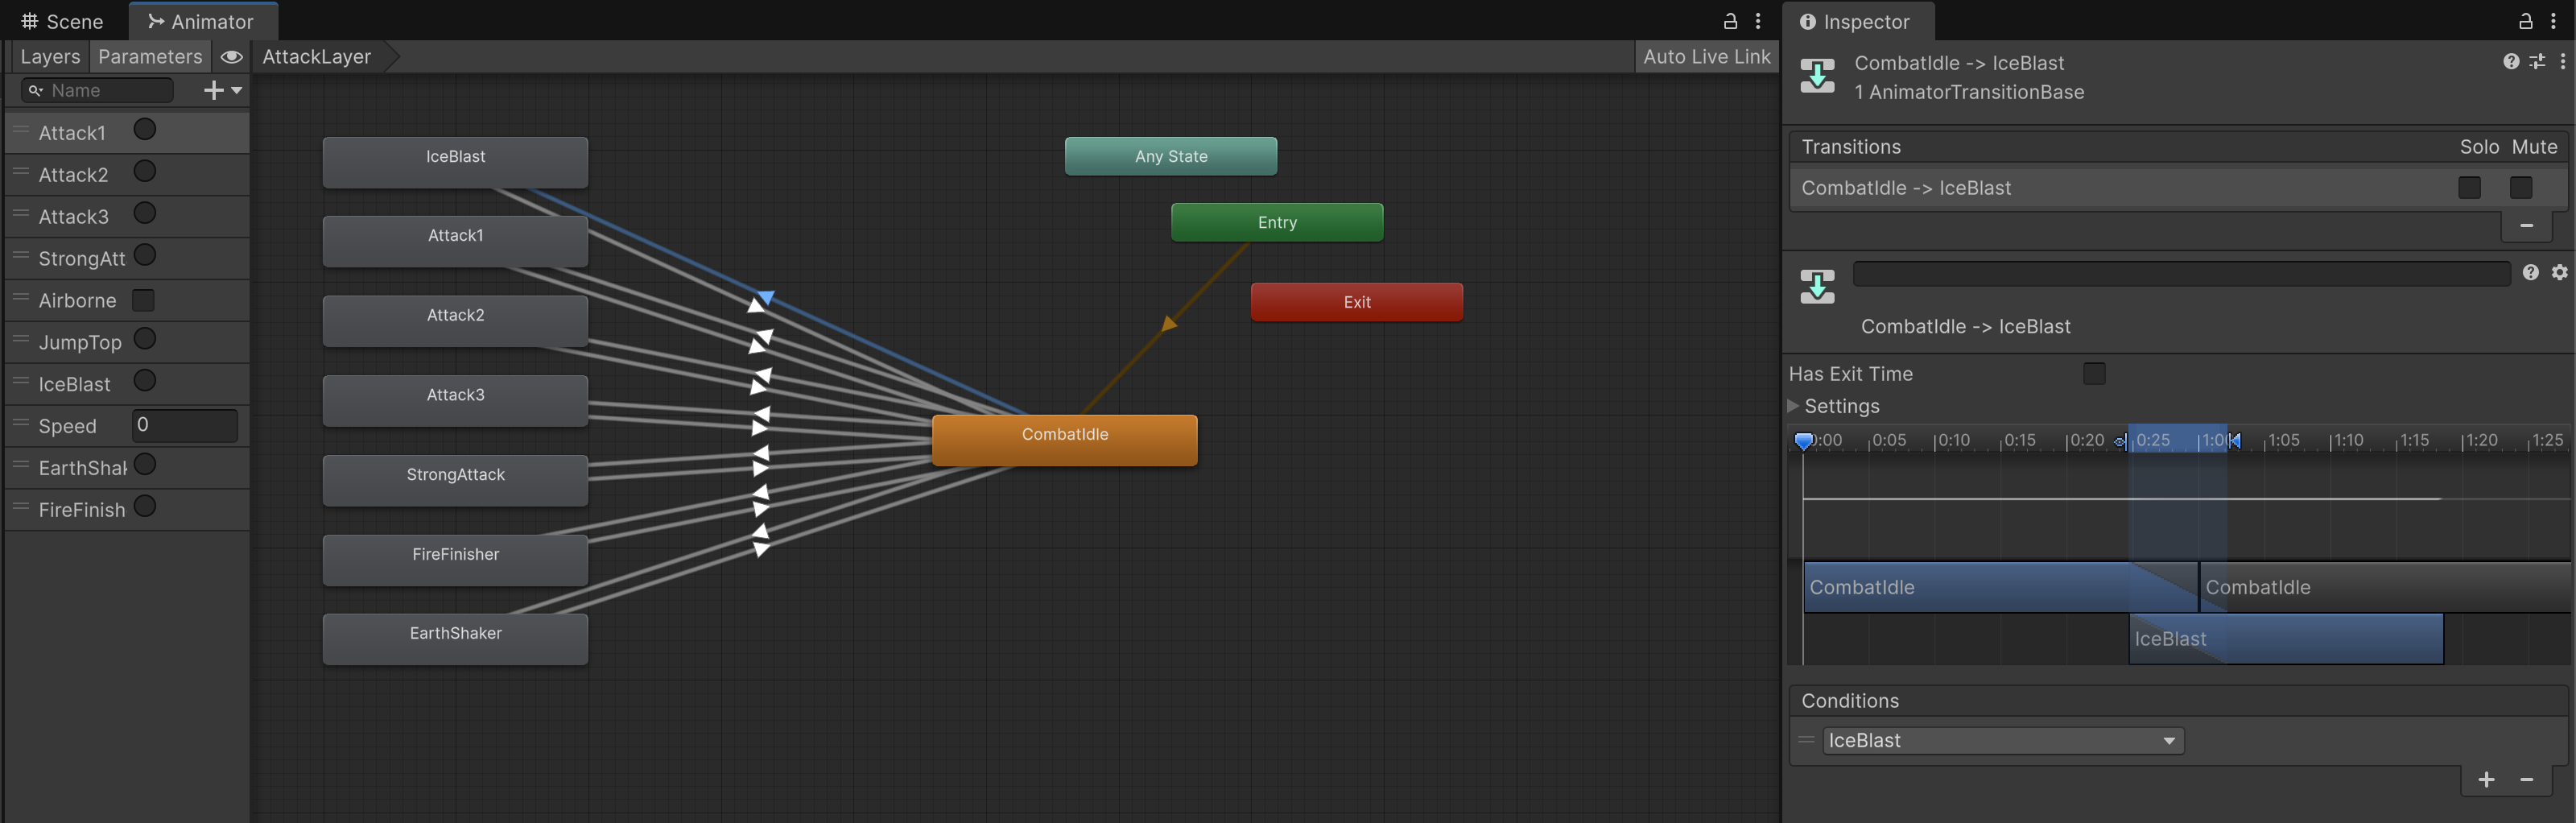 Scene
Animator
Layers
Parameters
AttackLayer
Auto Live Link
Name
Attack1
Attack2
Attack3
StrongAtt
Airborne
JumpTop
IceBlast
Speed 0
EarthShak
FireFinish
IceBlast
Attack1
Attack2
Attack3
StrongAttack
FireFinisher
EarthShaker
Any State
Entry
Exit
CombatIdle
Inspector
CombatIdle -> IceBlast
1 AnimatorTransitionBase
Transitions Solo Mute
CombatIdle -> IceBlast
CombatIdle -> IceBlast
Has Exit Time
Settings
0:00 0:05 0:10 0:15 0:20 0:25 1:00 1:05 1:10 1:15 1:20 1:25
CombatIdle CombatIdle
IceBlast
Conditions
IceBlast